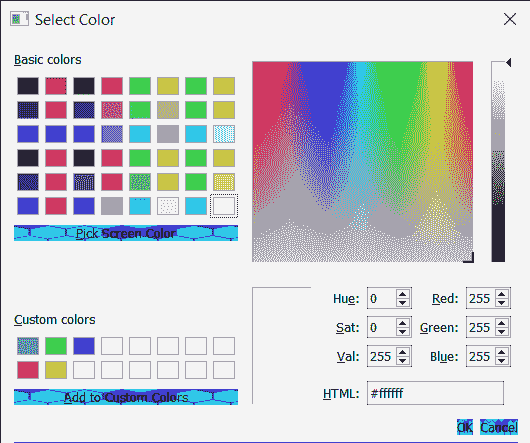 Select Color
Basic colors
Pick Screen Color
Custom colors
Add to Custom Colors
Hue: 0 Red: 255
Sat: 0 Green: 255
Val: 255 Blue: 255
HTML: #ffffff
OK Cancel